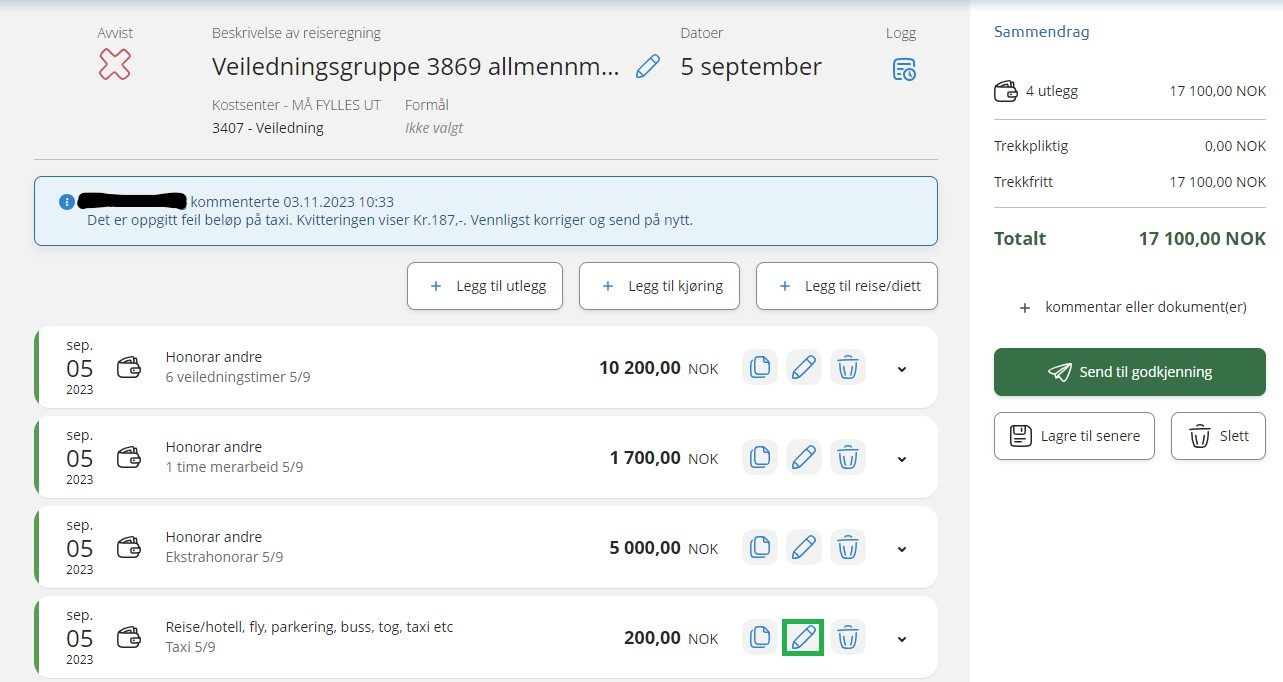 Avvist
Beskrivelse av reiseregning
Datoer
Logg
Veiledningsgruppe 3869 allmennm...
5 september
Kostsenter - MÅ FYLLES UT
Formål
3407 - Veiledning
Ikke valgt
kommenterte 03.11.2023 10:33
Det er oppgitt feil beløp på taxi. Kvitteringen viser Kr.187,-. Vennligst korriger og send på nytt.
+ Legg til utlegg
+ Legg til kjøring
+ Legg til reise/diett
sep.
05
2023
Honorar andre
6 veiledningstimer 5/9
10 200,00 NOK
sep.
05
2023
Honorar andre
1 time merarbeid 5/9
1 700,00 NOK
sep.
05
2023
Honorar andre
Ekstrahonorar 5/9
5 000,00 NOK
sep.
05
2023
Reise/hotell, fly, parkering, buss, tog, taxi etc
Taxi 5/9
200,00 NOK
Sammendrag
4 utlegg 17 100,00 NOK
Trekkpliktig 0,00 NOK
Trekkfritt 17 100,00 NOK
Totalt 17 100,00 NOK
+ kommentar eller dokument(er)
Send til godkjenning
Lagre til senere
Slett